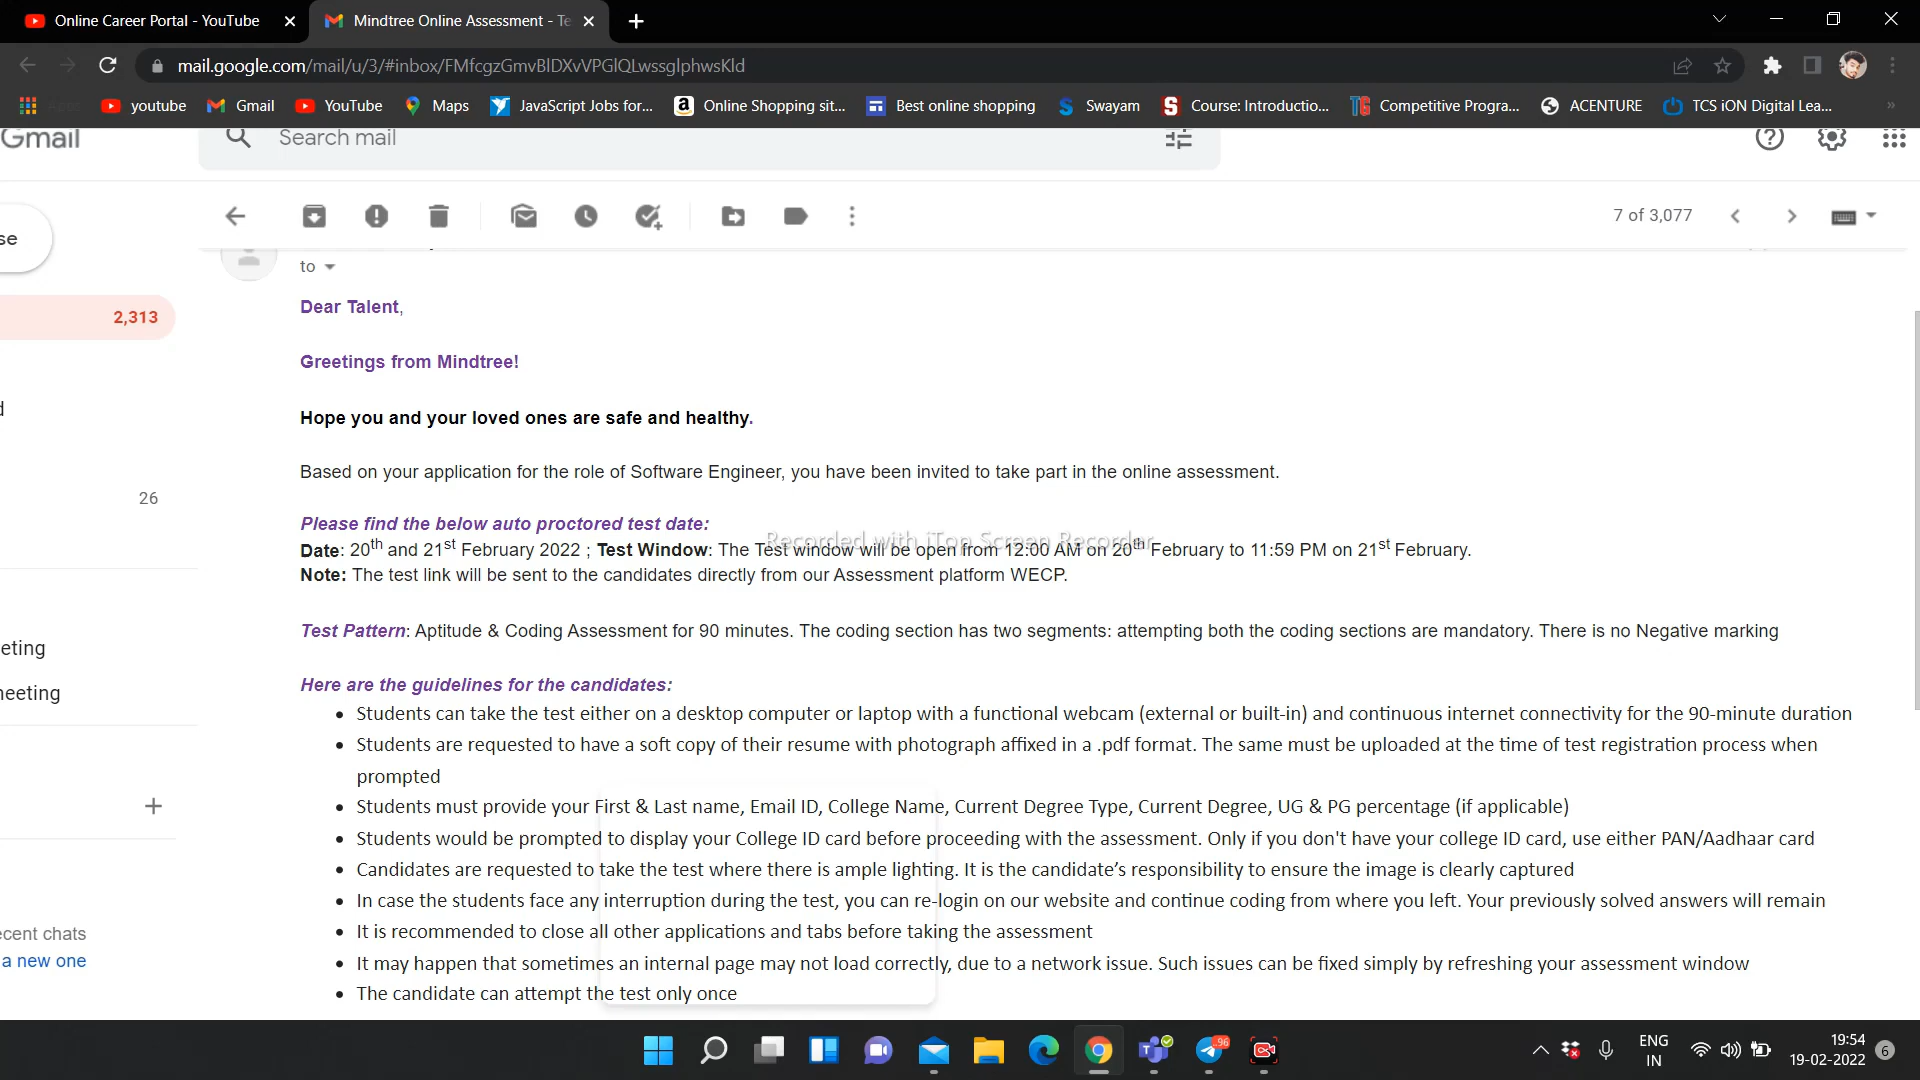 Online Career Portal - YouTube
Mindtree Online Assessment - Te
mail.google.com/mail/u/3/#inbox/FMfcgzGmvBlDXvVPGlQLwssglphwsKld
Apps youtube Gmail YouTube Maps JavaScript Jobs for... Online Shopping sit... Best online shopping Swayam Course: Introductio... Competitive Progra... ACENTURE TCS iON Digital Lea... »
Gmail
Search mail
7 of 3,077
se
to
Dear Talent,
2,313
Greetings from Mindtree!
Hope you and your loved ones are safe and healthy.
Based on your application for the role of Software Engineer, you have been invited to take part in the online assessment.
26
Please find the below auto proctored test date:
Recorded with iTop Screen Recorder
Date: 20th and 21st February 2022 ; Test Window: The Test window will be open from 12:00 AM on 20th February to 11:59 PM on 21st February.
Note: The test link will be sent to the candidates directly from our Assessment platform WECP.
Test Pattern: Aptitude & Coding Assessment for 90 minutes. The coding section has two segments: attempting both the coding sections are mandatory. There is no Negative marking
eting
Here are the guidelines for the candidates:
neeting
• Students can take the test either on a desktop computer or laptop with a functional webcam (external or built-in) and continuous internet connectivity for the 90-minute duration
• Students are requested to have a soft copy of their resume with photograph affixed in a .pdf format. The same must be uploaded at the time of test registration process when
prompted
• Students must provide your First & Last name, Email ID, College Name, Current Degree Type, Current Degree, UG & PG percentage (if applicable)
• Students would be prompted to display your College ID card before proceeding with the assessment. Only if you don't have your college ID card, use either PAN/Aadhaar card
• Candidates are requested to take the test where there is ample lighting. It is the candidate’s responsibility to ensure the image is clearly captured
• In case the students face any interruption during the test, you can re-login on our website and continue coding from where you left. Your previously solved answers will remain
• It is recommended to close all other applications and tabs before taking the assessment
ecent chats
a new one
• It may happen that sometimes an internal page may not load correctly, due to a network issue. Such issues can be fixed simply by refreshing your assessment window
• The candidate can attempt the test only once
96
ENG
IN
19:54
19-02-2022
6